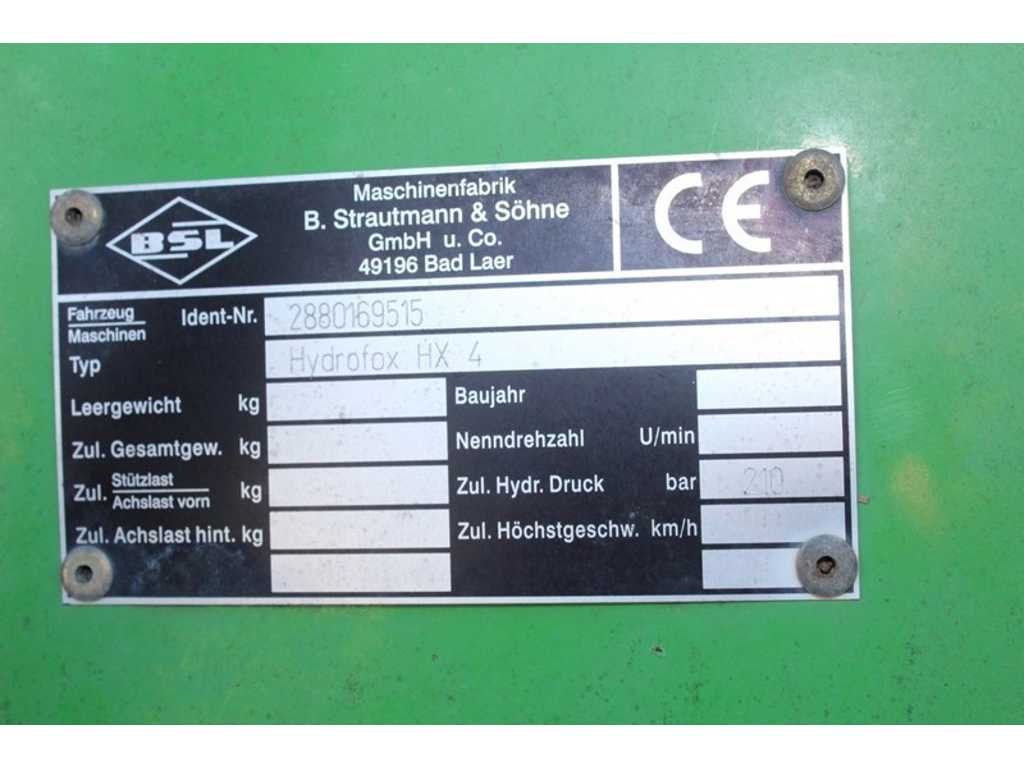 BSL
Maschinenfabrik
B. Strautmann & Söhne
GmbH u. Co.
49196 Bad Laer
CE
Fahrzeug
Maschinen
Ident-Nr. 2880169515
Typ Hydrofox HX 4
Leergewicht kg
Baujahr
Zul. Gesamtgew. kg
Nenndrehzahl U/min
Zul. Stützlast
Achslast vorn kg
Zul. Hydr. Druck bar 210
Zul. Achslast hint. kg
Zul. Höchstgeschw. km/h